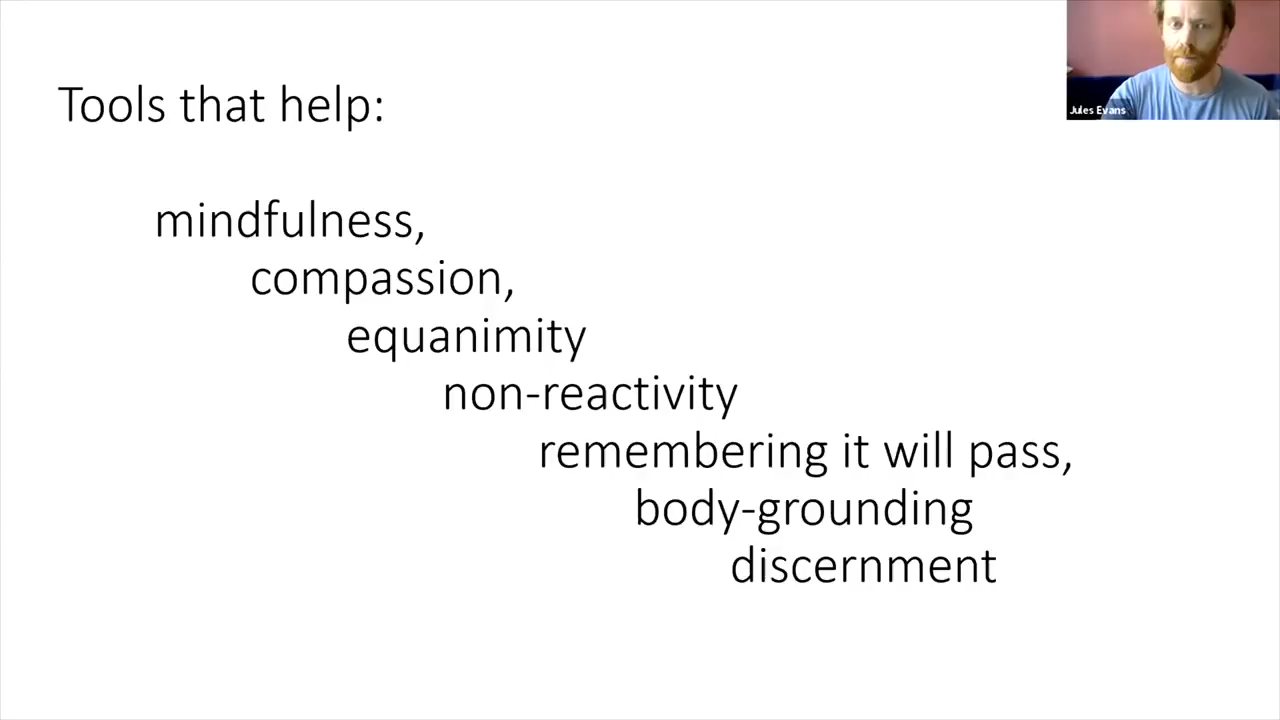 Tools that help:
mindfulness,
compassion,
equanimity
non-reactivity
remembering it will pass,
body-grounding
discernment
Jules Evans